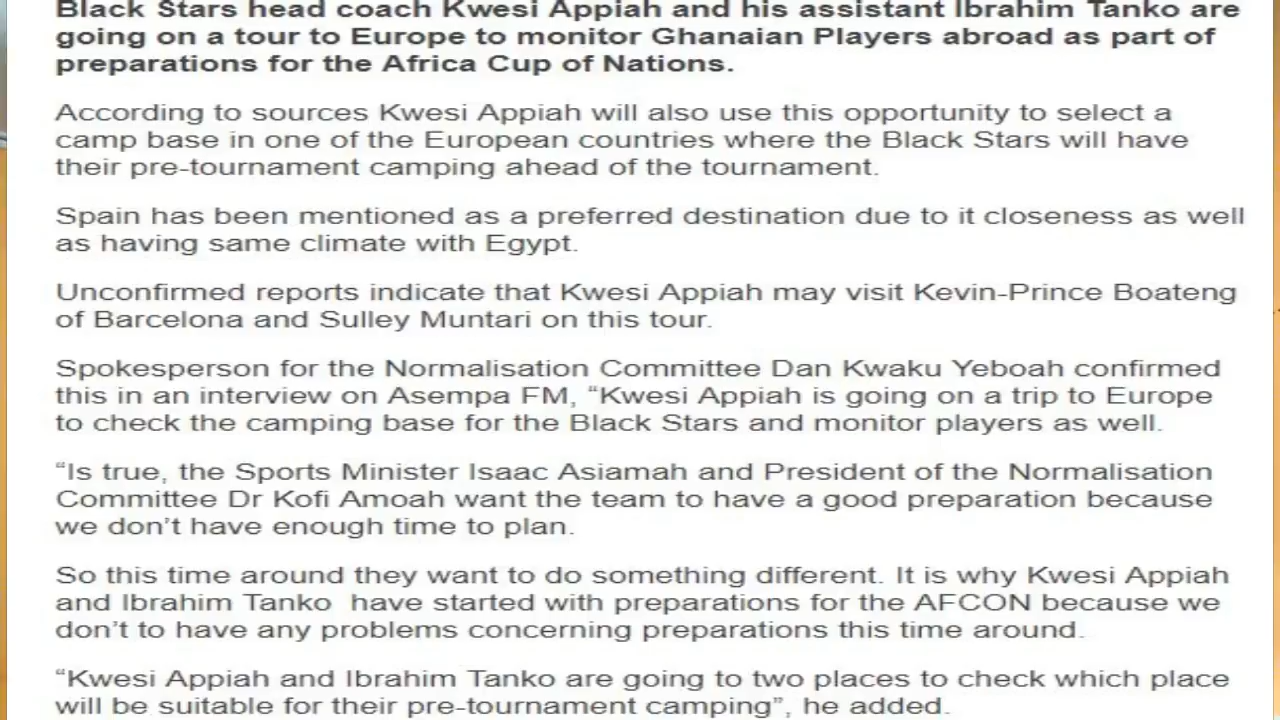 Black Stars head coach Kwesi Appiah and his assistant Ibrahim Tanko are
going on a tour to Europe to monitor Ghanaian Players abroad as part of
preparations for the Africa Cup of Nations.
According to sources Kwesi Appiah will also use this opportunity to select a
camp base in one of the European countries where the Black Stars will have
their pre-tournament camping ahead of the tournament.
Spain has been mentioned as a preferred destination due to it closeness as well
as having same climate with Egypt.
Unconfirmed reports indicate that Kwesi Appiah may visit Kevin-Prince Boateng
of Barcelona and Sulley Muntari on this tour.
Spokesperson for the Normalisation Committee Dan Kwaku Yeboah confirmed
this in an interview on Asempa FM, “Kwesi Appiah is going on a trip to Europe
to check the camping base for the Black Stars and monitor players as well.
“Is true, the Sports Minister Isaac Asiamah and President of the Normalisation
Committee Dr Kofi Amoah want the team to have a good preparation because
we don’t have enough time to plan.
So this time around they want to do something different. It is why Kwesi Appiah
and Ibrahim Tanko  have started with preparations for the AFCON because we
don’t to have any problems concerning preparations this time around.
“Kwesi Appiah and Ibrahim Tanko are going to two places to check which place
will be suitable for their pre-tournament camping”, he added.